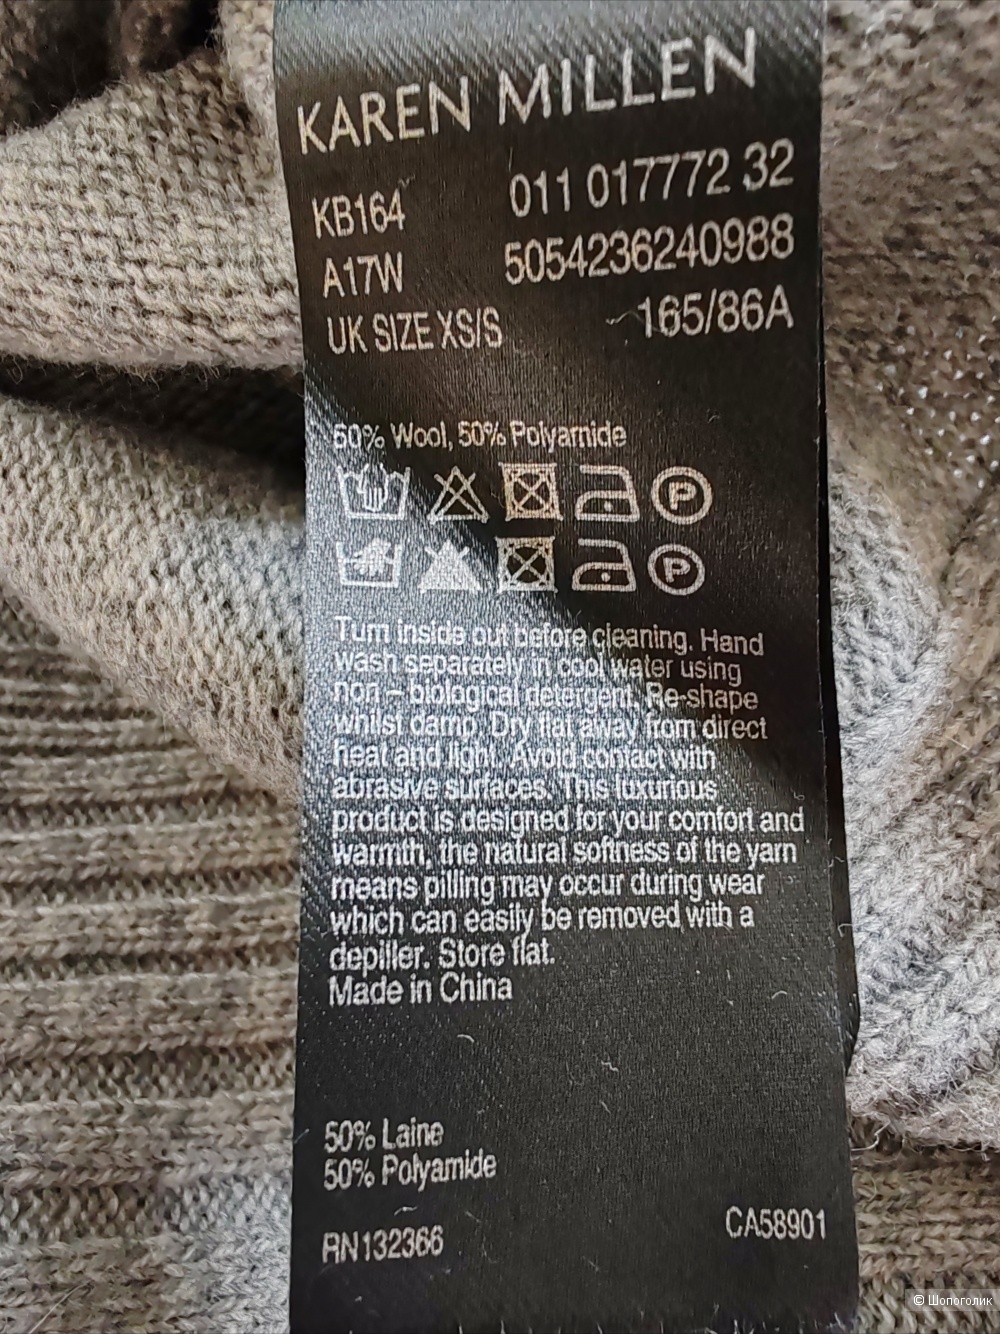 KAREN MILLEN
KB164 011 017772 32
A17W 5054236240988
UK SIZE XS/S 165/86A
50% Wool, 50% Polyamide
P
P
Turn inside out before cleaning. Hand
wash separately in cool water using
non – biological detergent. Re-shape
whilst damp. Dry flat away from direct
heat and light. Avoid contact with
abrasive surfaces. This luxurious
product is designed for your comfort and
warmth, the natural softness of the yarn
means pilling may occur during wear
which can easily be removed with a
depiller. Store flat.
Made in China
50% Laine
50% Polyamide
RN132366 CA58901
© Шопоголик